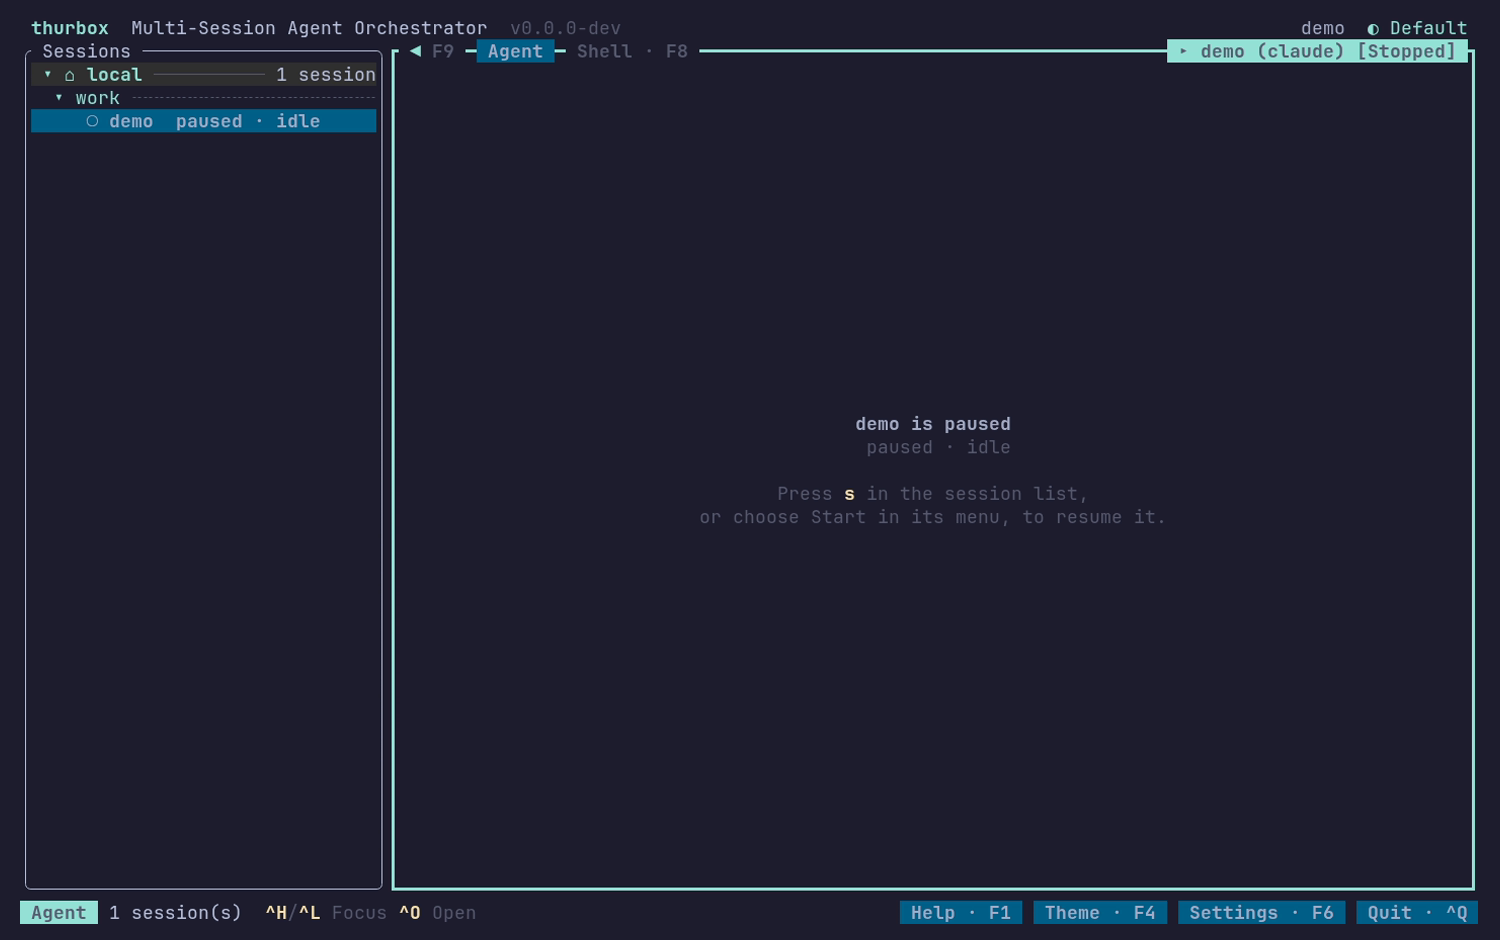 thurbox  Multi-Session Agent Orchestrator  v0.0.0-dev  demo  ◐ Default
Sessions  ◀ F9  Agent  Shell · F8  ▸ demo (claude) [Stopped]
▾ ⌂ local  1 session
▾ work
○ demo  paused · idle
demo is paused
paused · idle
Press s in the session list,
or choose Start in its menu, to resume it.
Agent  1 session(s)  ^H/^L Focus ^O Open  Help · F1  Theme · F4  Settings · F6  Quit · ^Q